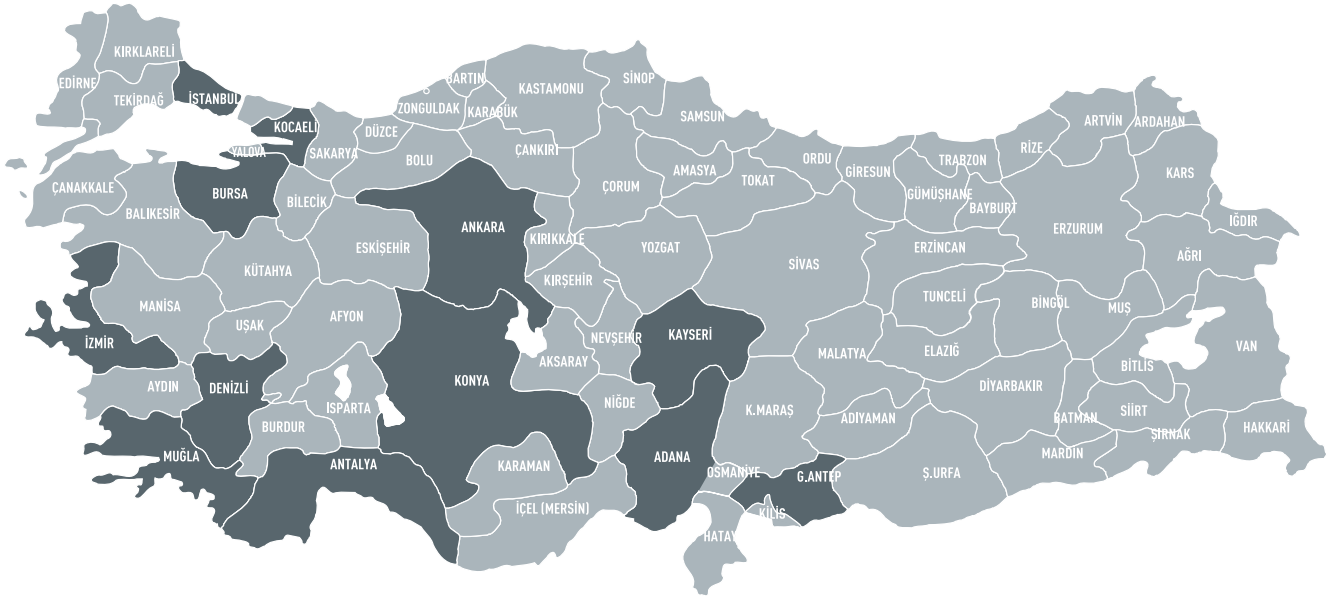 KIRKLARELİ
EDİRNE
TEKİRDAĞ
İSTANBUL
KOCAELİ
YALOVA
SAKARYA
DÜZCE
ZONGULDAK
BARTIN
KARABÜK
KASTAMONU
SİNOP
SAMSUN
BOLU
ÇANKIRI
ÇORUM
AMASYA
TOKAT
ORDU
GİRESUN
TRABZON
GÜMÜŞHANE
BAYBURT
RİZE
ARTVİN
ARDAHAN
KARS
IĞDIR
ÇANAKKALE
BALIKESİR
BURSA
BİLECİK
ESKİŞEHİR
ANKARA
KIRIKKALE
YOZGAT
SİVAS
ERZİNCAN
ERZURUM
AĞRI
KÜTAHYA
KIRŞEHİR
MANİSA
UŞAK
AFYON
NEVŞEHİR
KAYSERİ
TUNCELİ
BİNGÖL
MUŞ
İZMİR
AKSARAY
MALATYA
ELAZIĞ
BİTLİS
VAN
AYDIN
DENİZLİ
ISPARTA
KONYA
NİĞDE
K.MARAŞ
ADIYAMAN
DİYARBAKIR
BATMAN
SİİRT
ŞIRNAK
HAKKARİ
BURDUR
MUĞLA
ANTALYA
KARAMAN
ADANA
OSMANİYE
G.ANTEP
Ş.URFA
MARDİN
İÇEL (MERSİN)
KİLİS
HATAY